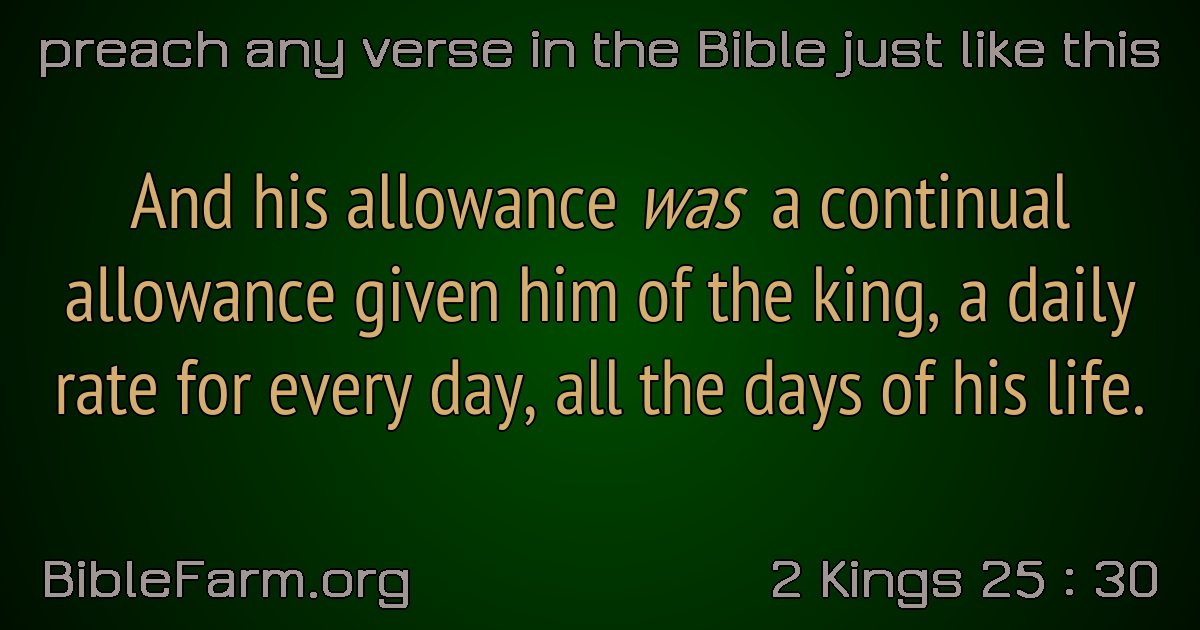 preach any verse in the Bible just like this
And his allowance was a continual
allowance given him of the king, a daily
rate for every day, all the days of his life.
BibleFarm.org
2 Kings 25 : 30